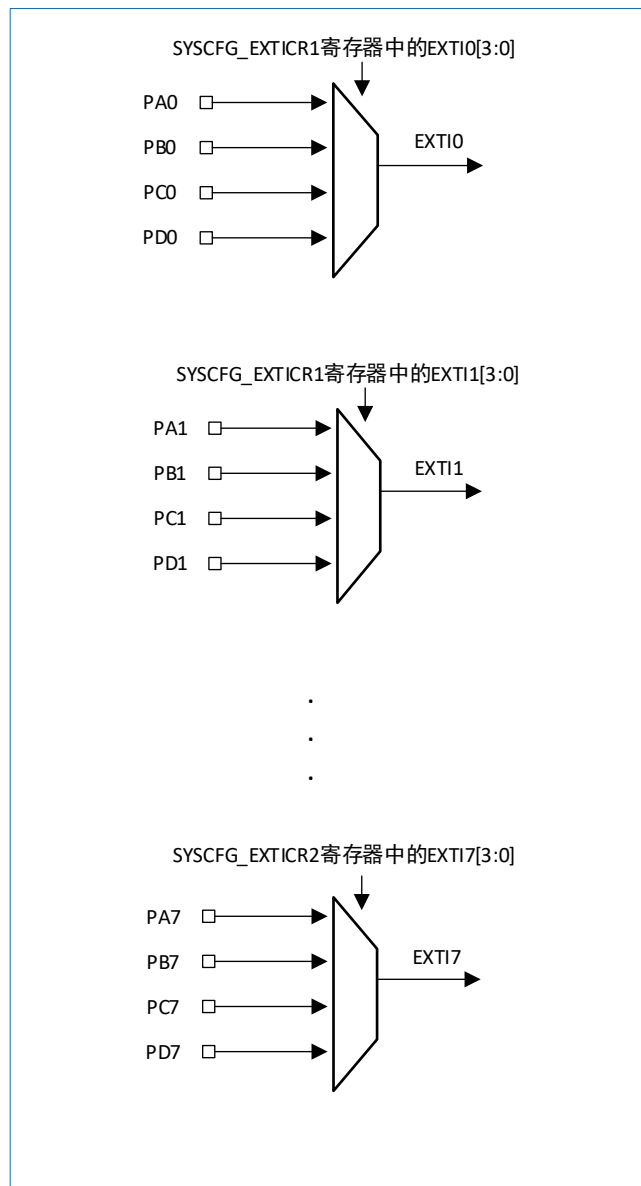 SYSCFG_EXTICR1寄存器中的EXTI0[3:0]
PA0
EXTI0
PB0
PC0
PD0
SYSCFG_EXTICR1寄存器中的EXTI1[3:0]
PA1
EXTI1
PB1
PC1
PD1
.
.
.
SYSCFG_EXTICR2寄存器中的EXTI7[3:0]
PA7
EXTI7
PB7
PC7
PD7